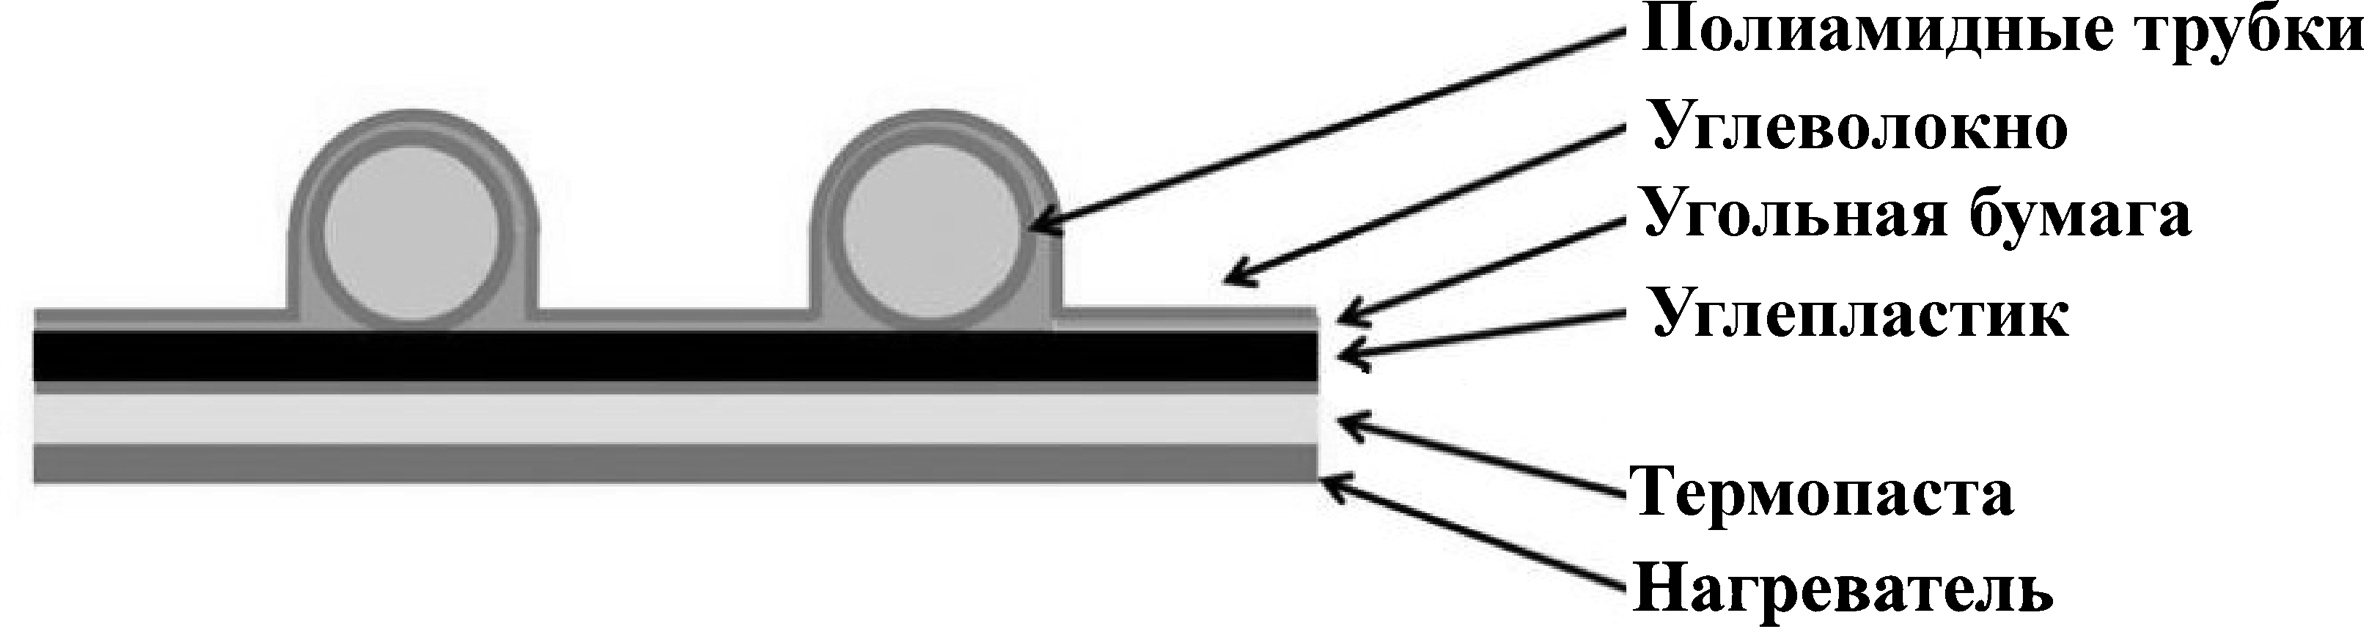 Полиамидные трубки
Углеволокно
Угольная бумага
Углепластик
Термопаста
Нагреватель